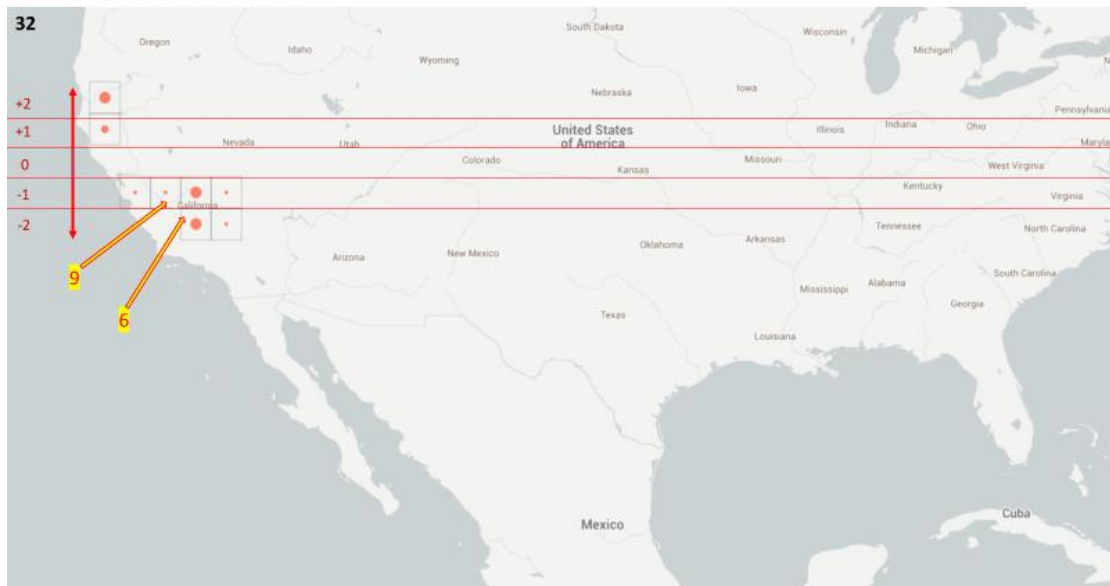 32
Oregon
Idaho
South Dakota
Wisconsin
Michigan
Wyoming
Nebraska
Iowa
+2
Pennsylvania
+1
Nevada
Utah
United States
of America
Illinois
Indiana
Ohio
0
Colorado
Kansas
Missouri
West Virginia
-1
California
Kentucky
Virginia
-2
Arizona
New Mexico
Oklahoma
Arkansas
Tennessee
North Carolina
9
South Carolina
6
Texas
Mississippi
Alabama
Georgia
Louisiana
Mexico
Cuba